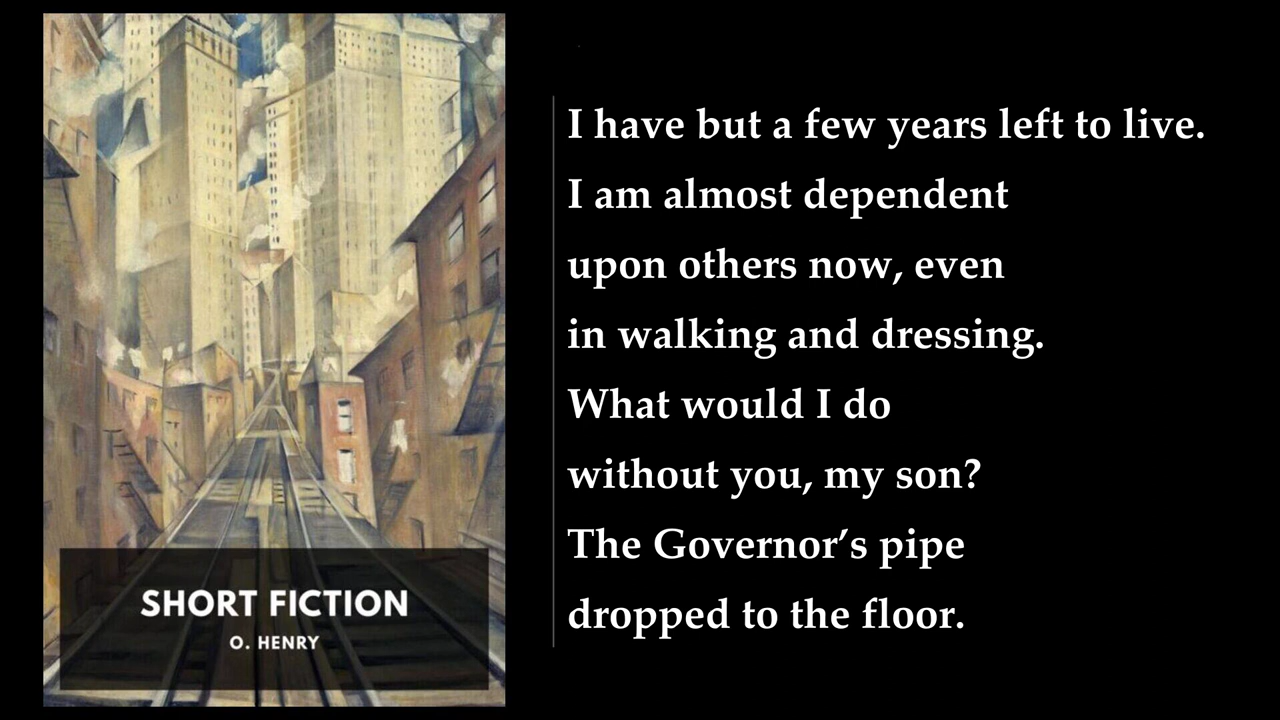 SHORT FICTION
O. HENRY
I have but a few years left to live.
I am almost dependent
upon others now, even
in walking and dressing.
What would I do
without you, my son?
The Governor’s pipe
dropped to the floor.